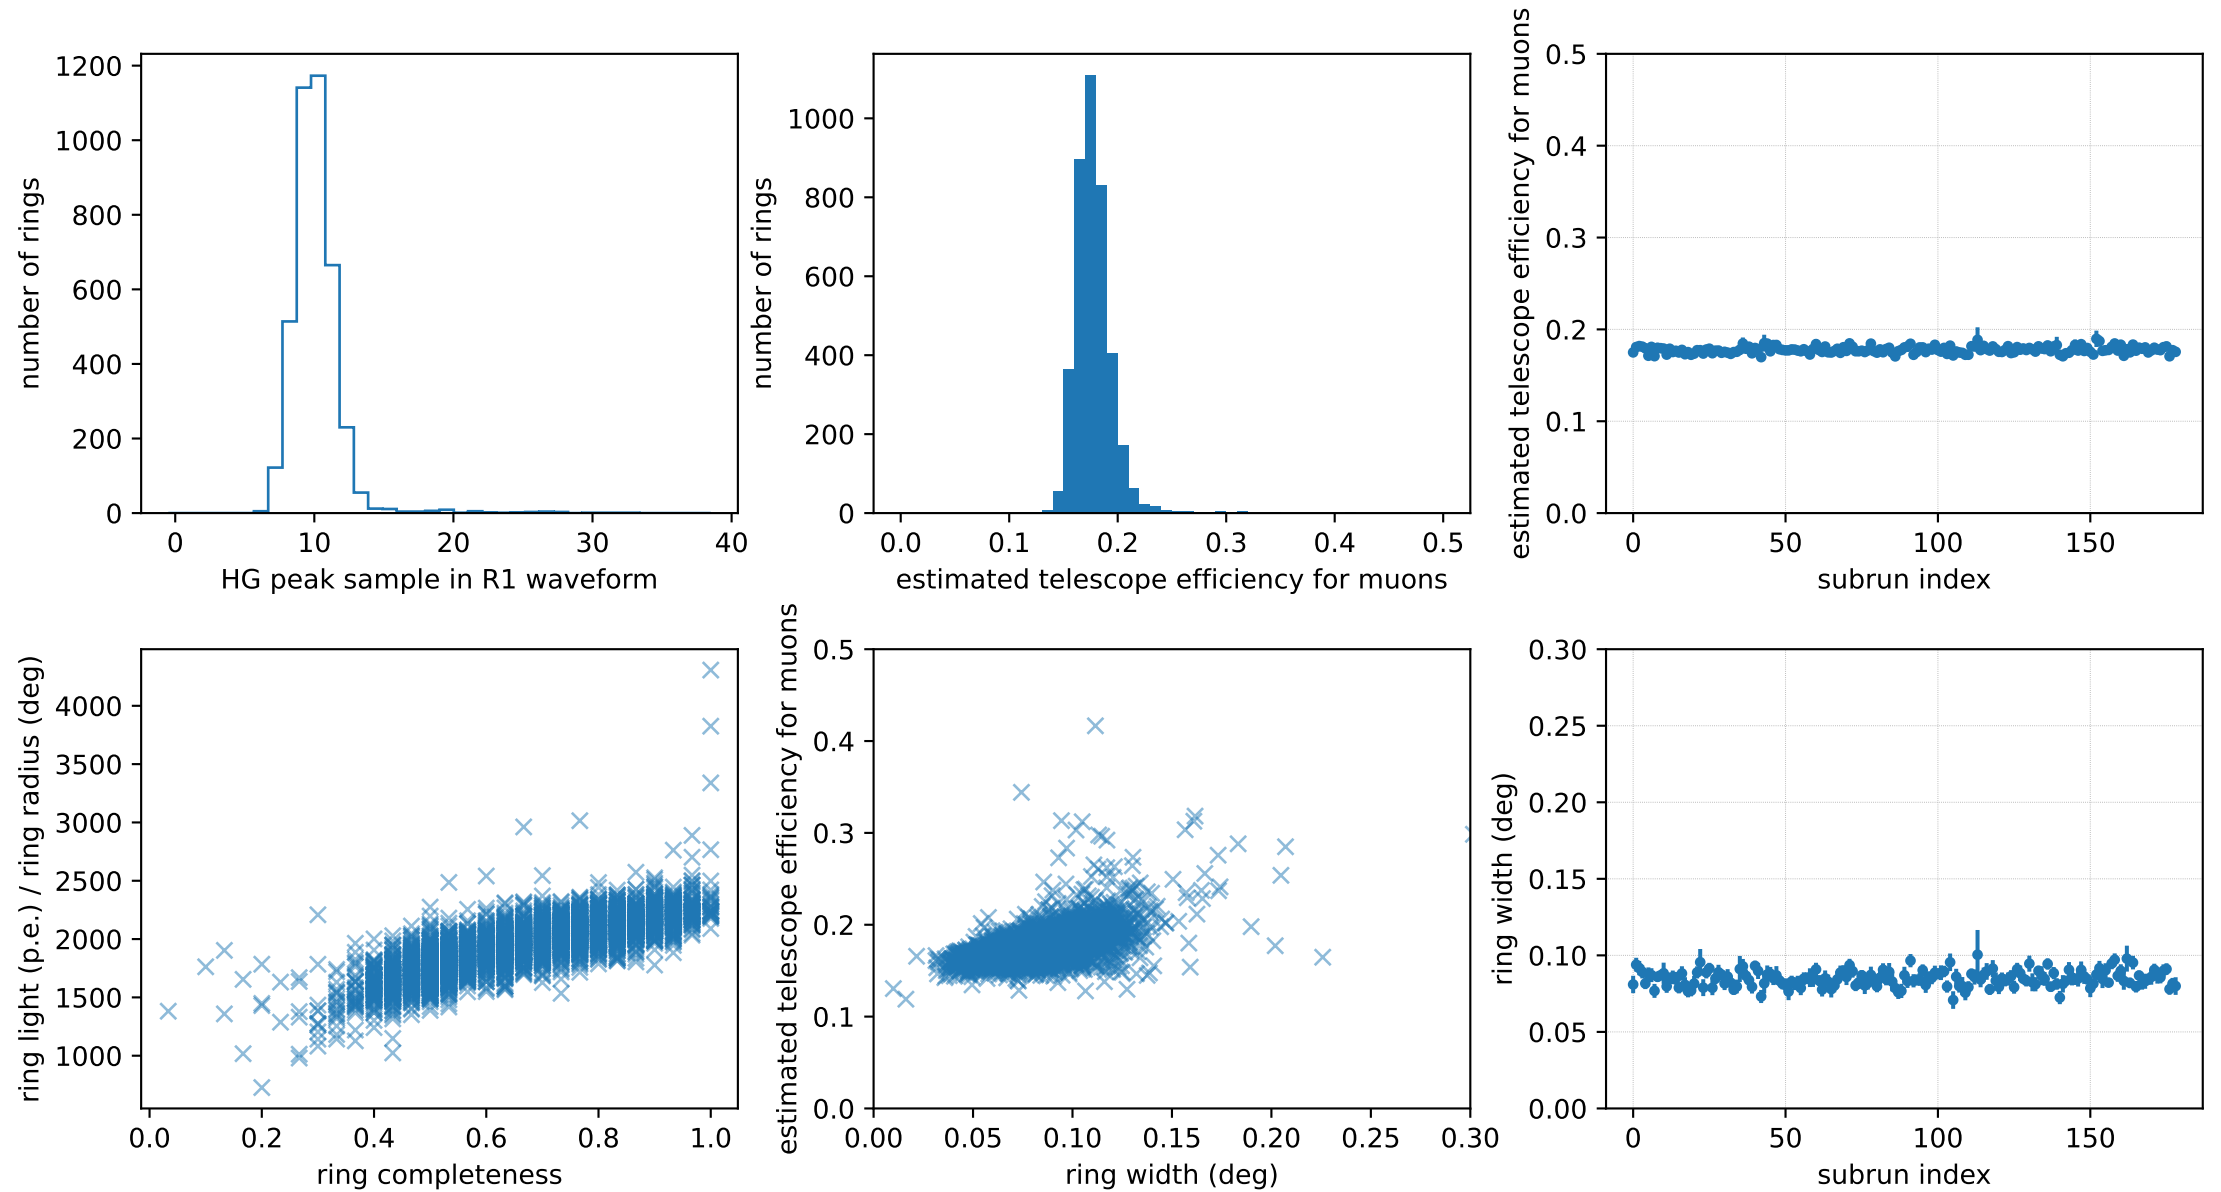 1200
1000
800
600
400
200
0
number of rings
0 10 20 30 40
HG peak sample in R1 waveform
1000
800
600
400
200
0
number of rings
0.0 0.1 0.2 0.3 0.4 0.5
estimated telescope efficiency for muons
0.5
0.4
0.3
0.2
0.1
0.0
estimated telescope efficiency for muons
0 50 100 150
subrun index
4000
3500
3000
2500
2000
1500
1000
ring light (p.e.) / ring radius (deg)
0.0 0.2 0.4 0.6 0.8 1.0
ring completeness
0.5
0.4
0.3
0.2
0.1
0.0
estimated telescope efficiency for muons
0.00 0.05 0.10 0.15 0.20 0.25 0.30
ring width (deg)
0.30
0.25
0.20
0.15
0.10
0.05
0.00
ring width (deg)
0 50 100 150
subrun index